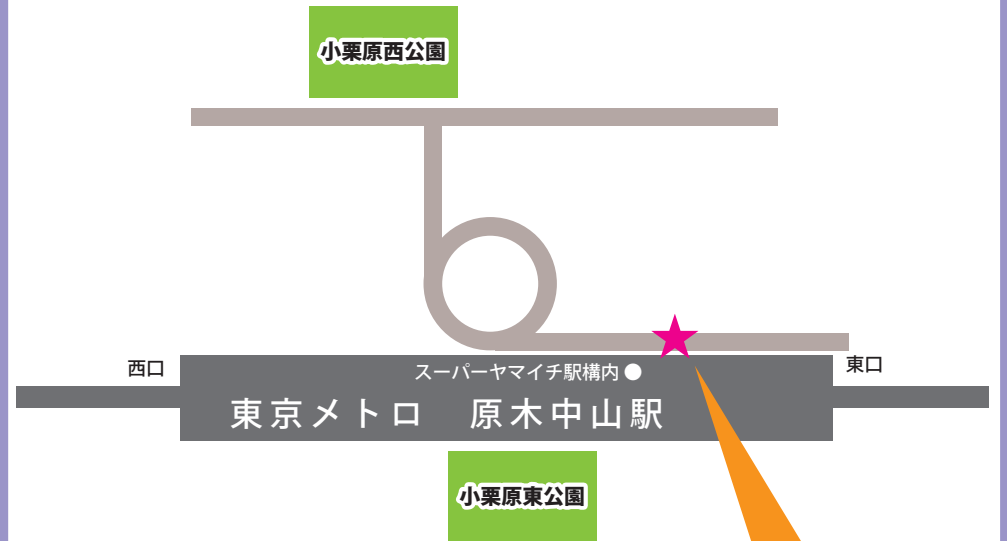 小栗原西公園
西口
東口
スーパーヤマイチ駅構内
東京メトロ　原木中山駅
小栗原東公園